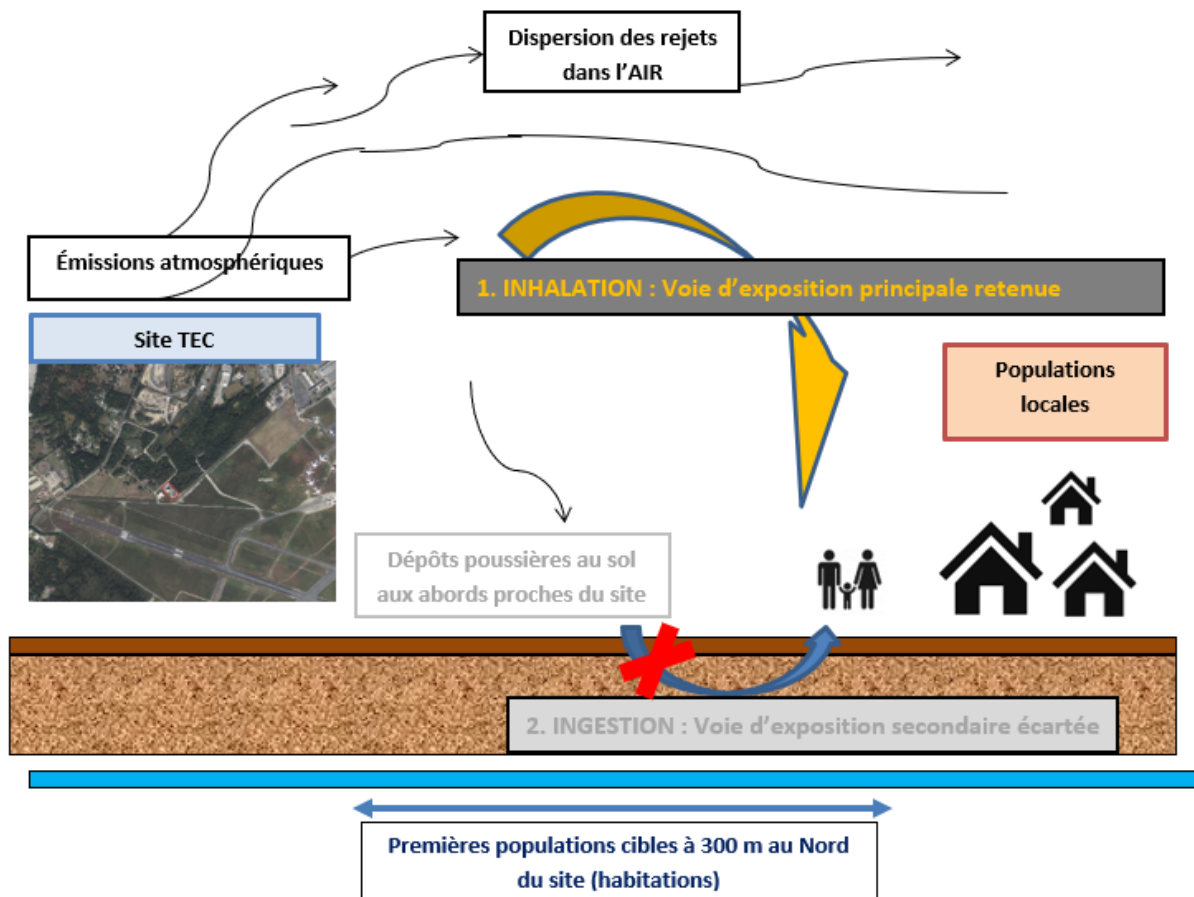 Dispersion des rejets
dans l’AIR
Émissions atmosphériques
1. INHALATION : Voie d’exposition principale retenue
Site TEC
Populations
locales
Dépôts poussières au sol
aux abords proches du site
2. INGESTION : Voie d’exposition secondaire écartée
Premières populations cibles à 300 m au Nord
du site (habitations)